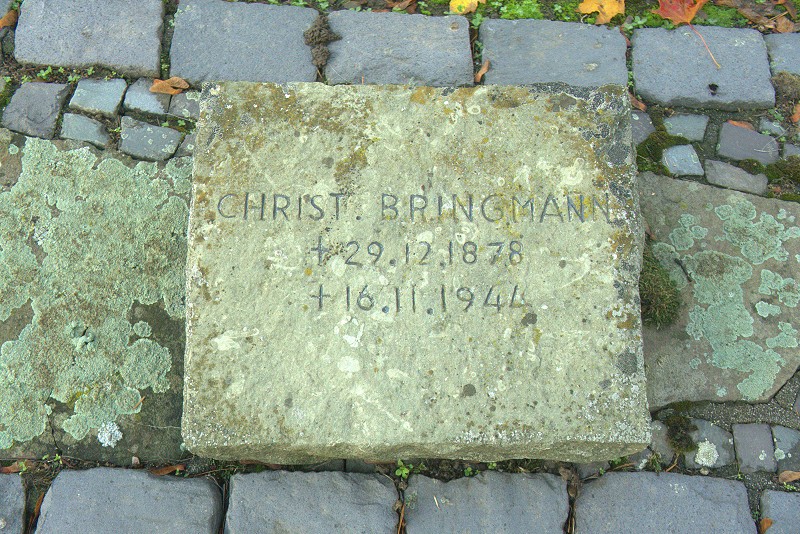 CHRIST. BRINGMANN
+ 29.12.1878
+ 16.11.1944